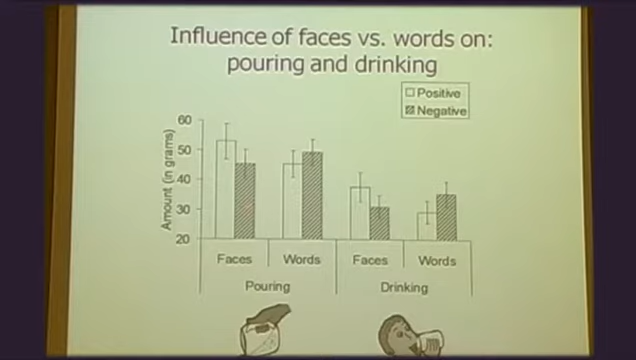 Influence of faces vs. words on:
pouring and drinking
Positive
Negative
Amount (in grams)
60
50
40
30
20
Faces
Words
Faces
Words
Pouring
Drinking